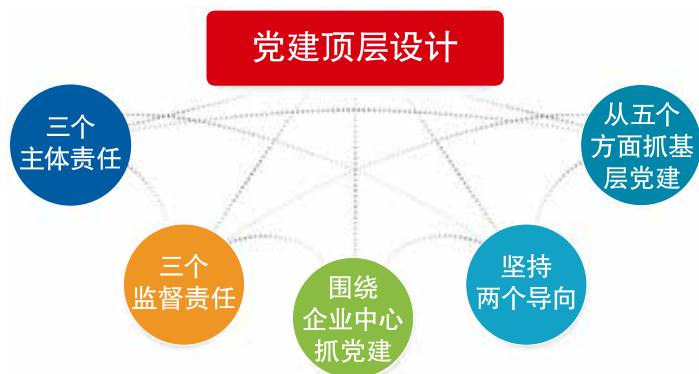 党建顶层设计
三个
主体责任
三个
监督责任
围绕
企业中心
抓党建
坚持
两个导向
从五个
方面抓基
层党建